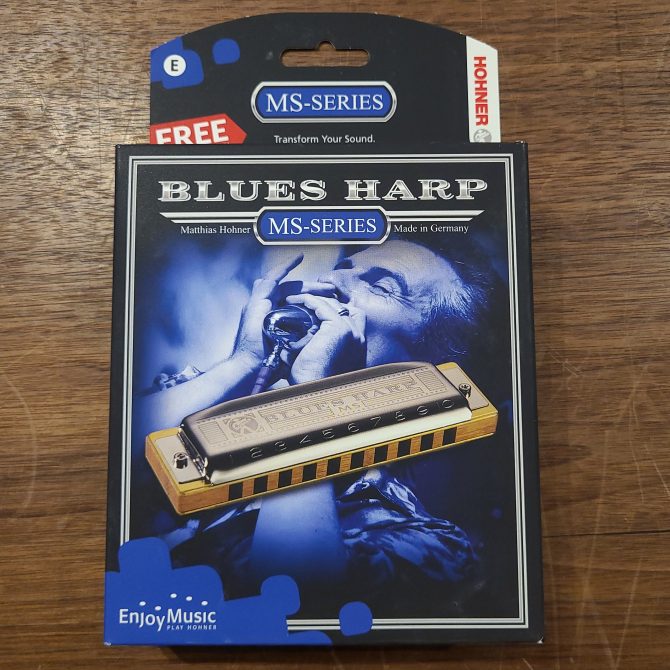 E
MS-SERIES
HOHNER
FREE
Transform Your Sound.
BLUES HARP
Matthias Hohner MS-SERIES Made in Germany
BLUES HARP
MS
1 2 3 4 5 6 7 8 9 10
EnjoyMusic
PLAY HOHNER